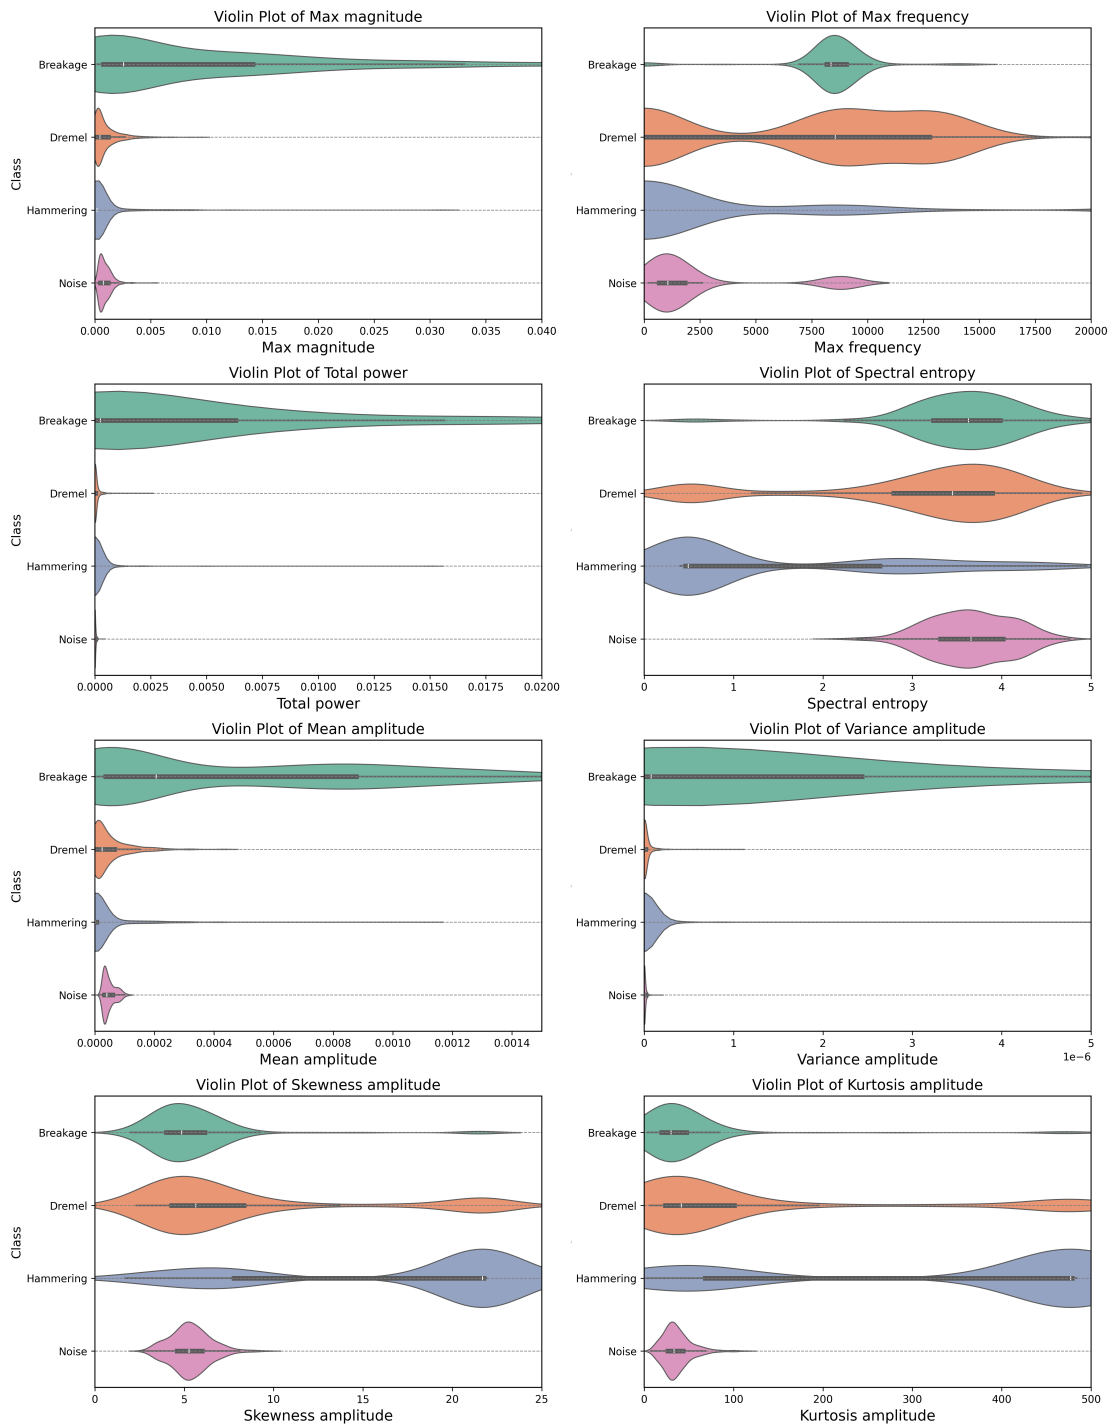 Violin Plot of Max magnitude
Class
Breakage
Dremel
Hammering
Noise
0.000 0.005 0.010 0.015 0.020 0.025 0.030 0.035 0.040
Max magnitude
Violin Plot of Max frequency
Breakage
Dremel
Hammering
Noise
0 2500 5000 7500 10000 12500 15000 17500 20000
Max frequency
Violin Plot of Total power
Class
Breakage
Dremel
Hammering
Noise
0.0000 0.0025 0.0050 0.0075 0.0100 0.0125 0.0150 0.0175 0.0200
Total power
Violin Plot of Spectral entropy
Breakage
Dremel
Hammering
Noise
0 1 2 3 4 5
Spectral entropy
Violin Plot of Mean amplitude
Class
Breakage
Dremel
Hammering
Noise
0.0000 0.0002 0.0004 0.0006 0.0008 0.0010 0.0012 0.0014
Mean amplitude
Violin Plot of Variance amplitude
Breakage
Dremel
Hammering
Noise
0 1 2 3 4 5
1e−6
Variance amplitude
Violin Plot of Skewness amplitude
Class
Breakage
Dremel
Hammering
Noise
0 5 10 15 20 25
Skewness amplitude
Violin Plot of Kurtosis amplitude
Breakage
Dremel
Hammering
Noise
0 100 200 300 400 500
Kurtosis amplitude